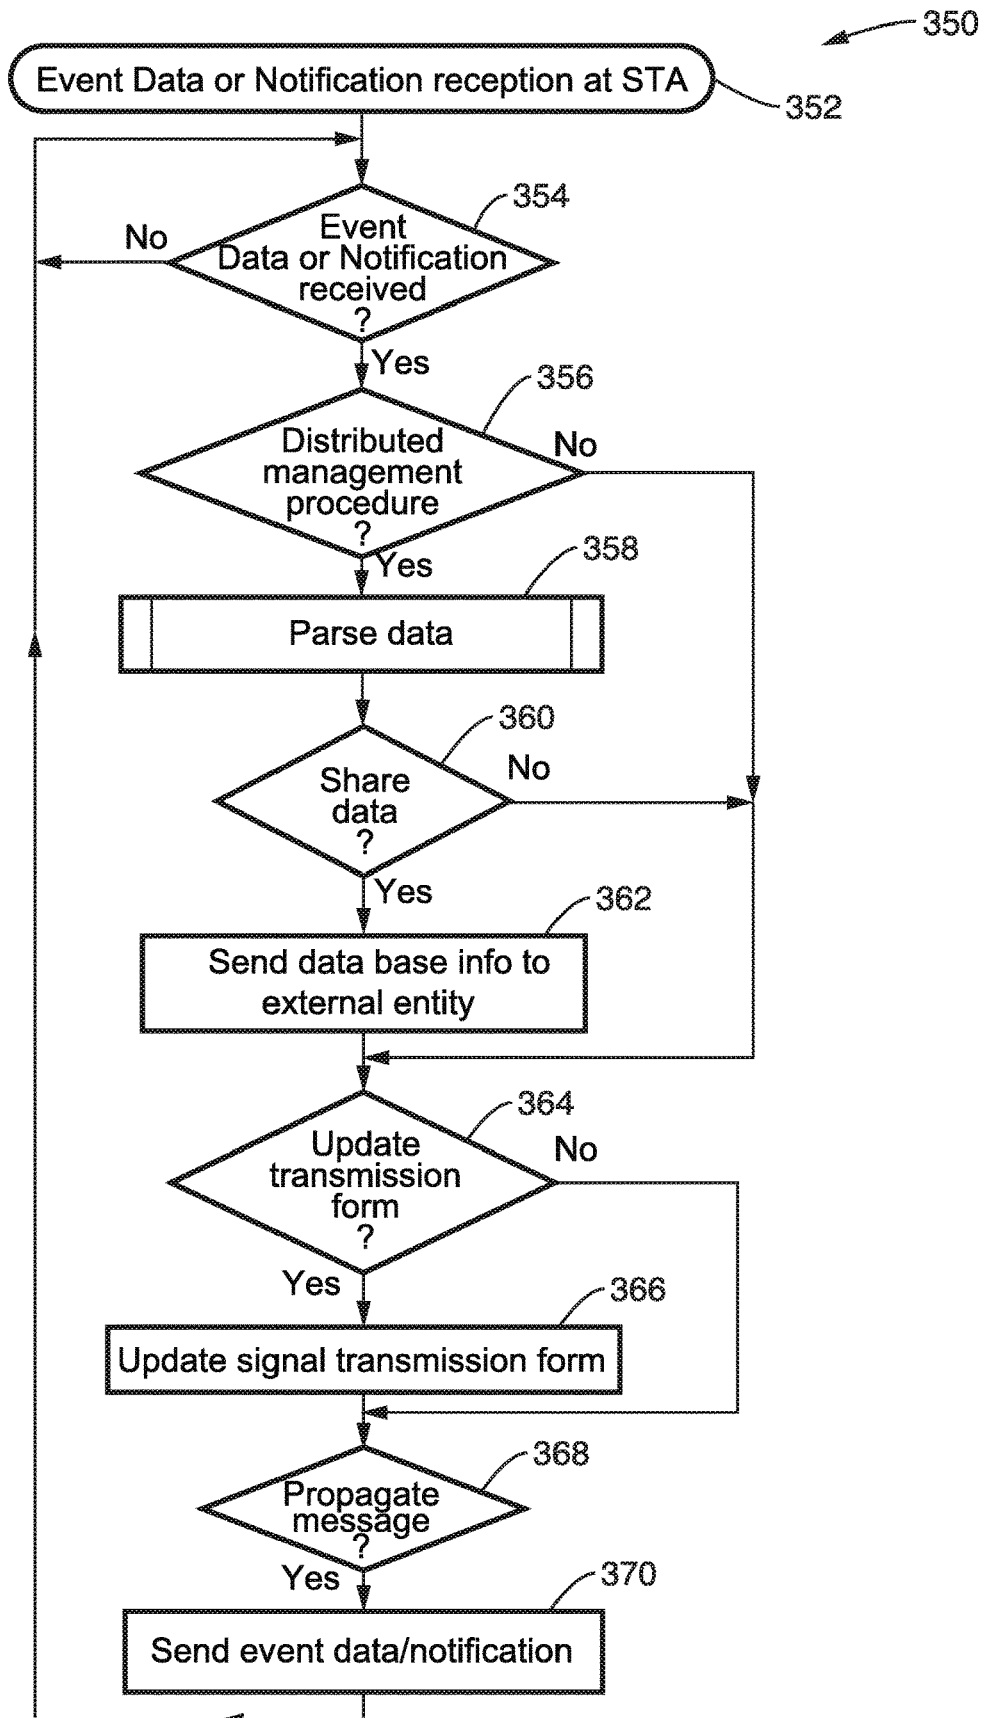 350
Event Data or Notification reception at STA
352
354
Event
Data or Notification
received
?
No
Yes
356
Distributed
management
procedure
?
No
Yes
358
Parse data
360
Share
data
?
No
Yes
362
Send data base info to
external entity
364
Update
transmission
form
?
No
Yes
366
Update signal transmission form
368
Propagate
message
?
Yes
370
Send event data/notification